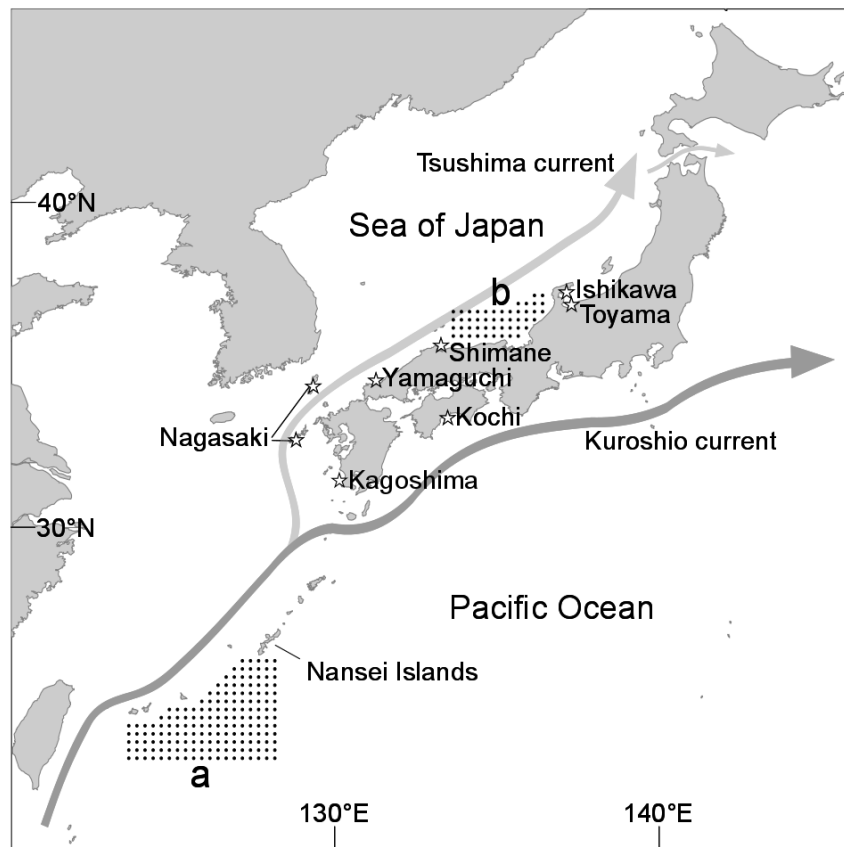 Tsushima current
40°N
Sea of Japan
b
Ishikawa
Toyama
Shimane
Yamaguchi
Kochi
Nagasaki
Kuroshio current
Kagoshima
30°N
Pacific Ocean
Nansei Islands
a
130°E
140°E